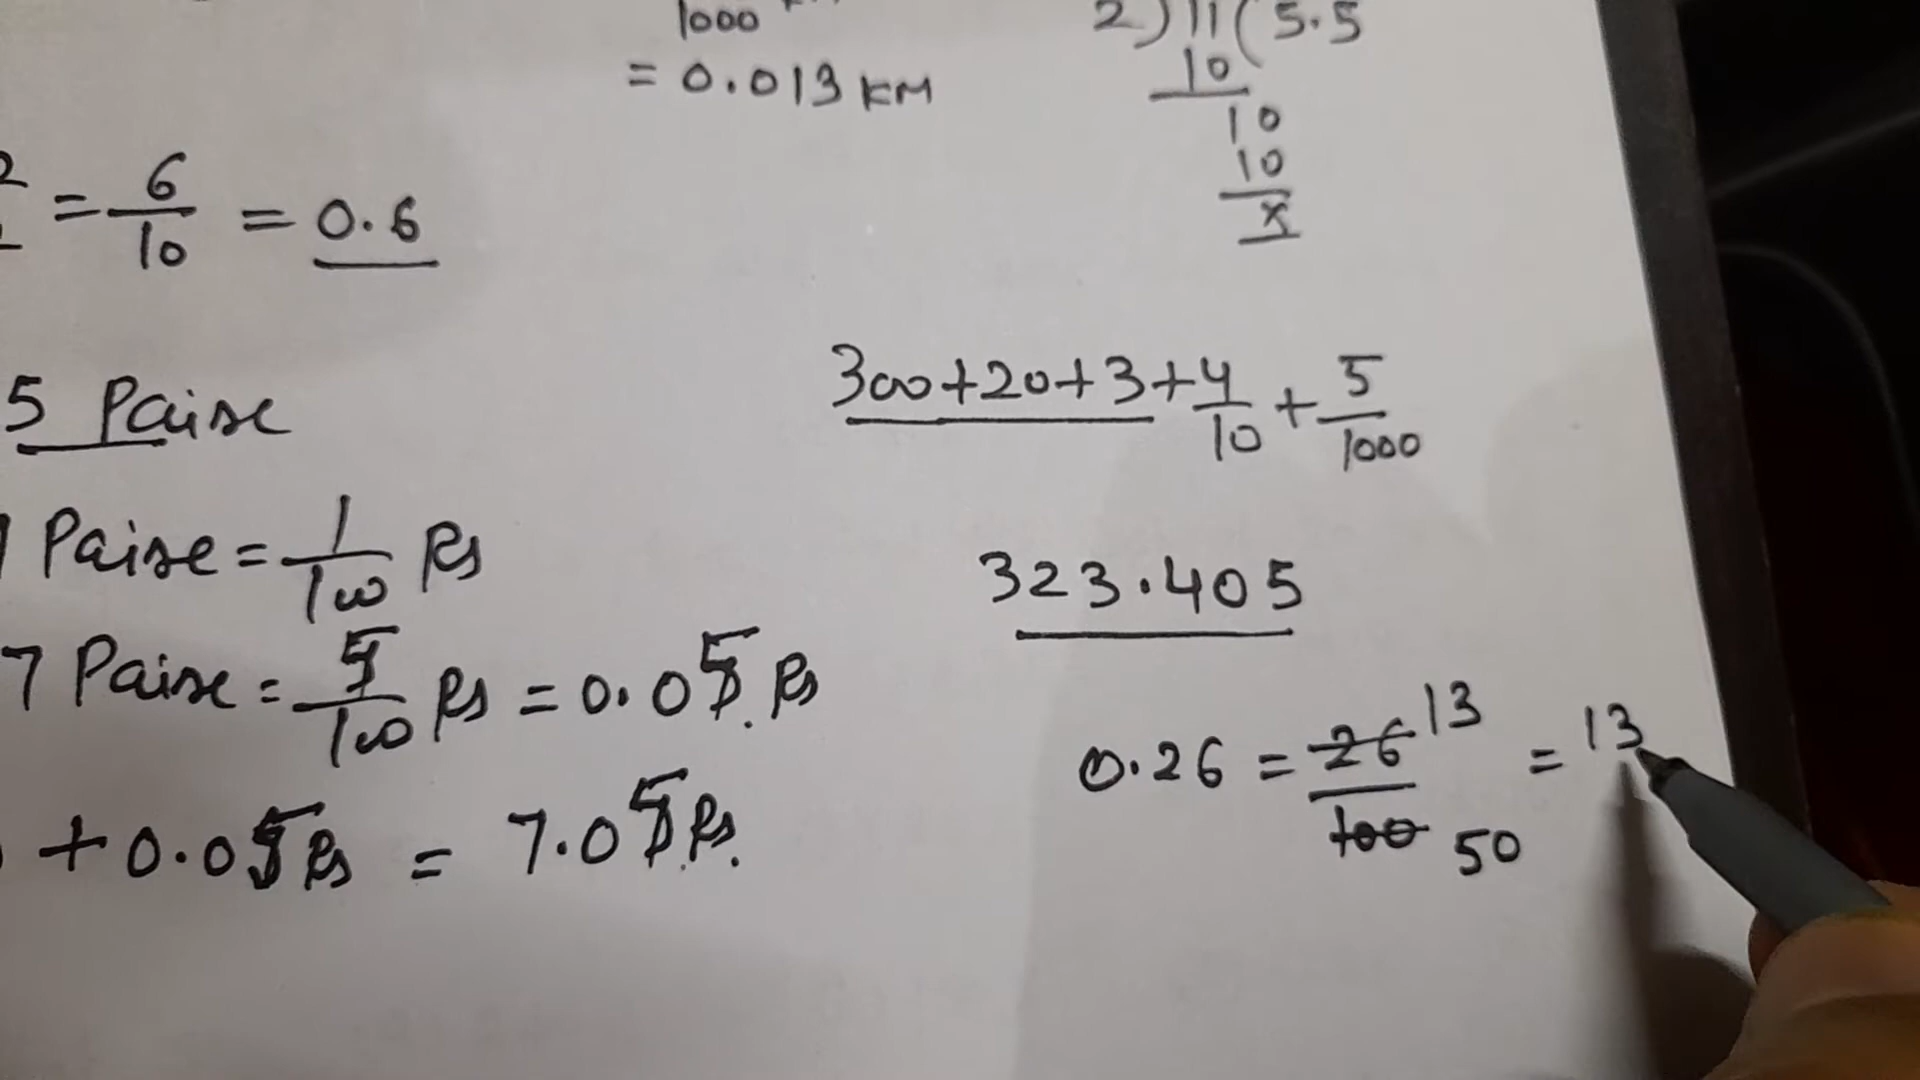 1000
= 0.013 KM
2) 11 ( 5.5
10
10
10
x
= 6/10 = 0.6
5 Paise
300+20+3+4/10+5/1000
1 Paise = 1/100 Rs
323.405
7 Paise = 5/100 Rs = 0.05 Rs
0.26 = 26/100 13/50 = 13
+ 0.05 Rs = 7.05 Rs.